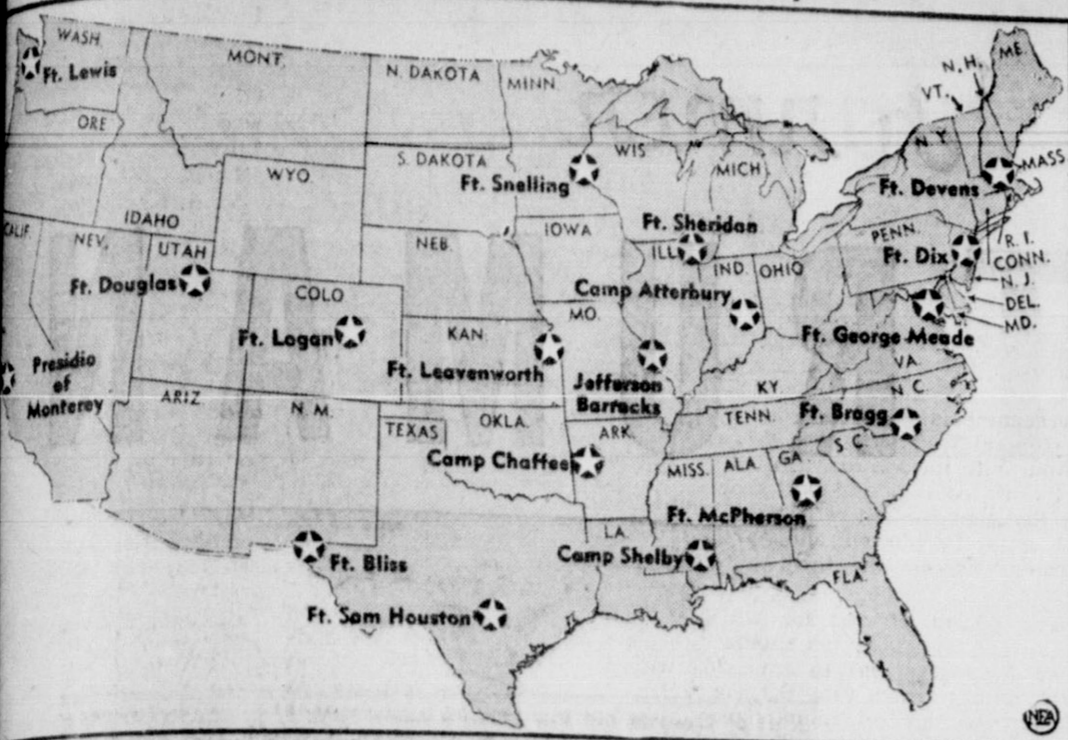 WASH.
Ft. Lewis
MONT.
N. DAKOTA
MINN.
N. H.
ME.
VT.
ORE
S. DAKOTA
WIS
MICH
N. Y.
MASS
WYO.
Ft. Snelling
Ft. Devens
IDAHO
CALIF.
NEV.
UTAH
NEB.
IOWA
Ft. Sheridan
ILL
IND.
OHIO
PENN.
Ft. Dix
R. I.
CONN.
N. J.
DEL.
MD.
Ft. Douglas
COLO
Camp Atterbury
MO.
Ft. Logan
KAN.
Ft. George Meade
Ft. Leavenworth
Jefferson
Barracks
VA.
KY
Presidio
of
Monterey
ARIZ
N. M.
TEXAS
OKLA.
ARK.
TENN.
N C.
Ft. Bragg
S C.
Camp Chaffee
MISS.
ALA.
GA
Ft. McPherson
LA.
Camp Shelby
Ft. Bliss
FLA.
Ft. Sam Houston
NEA